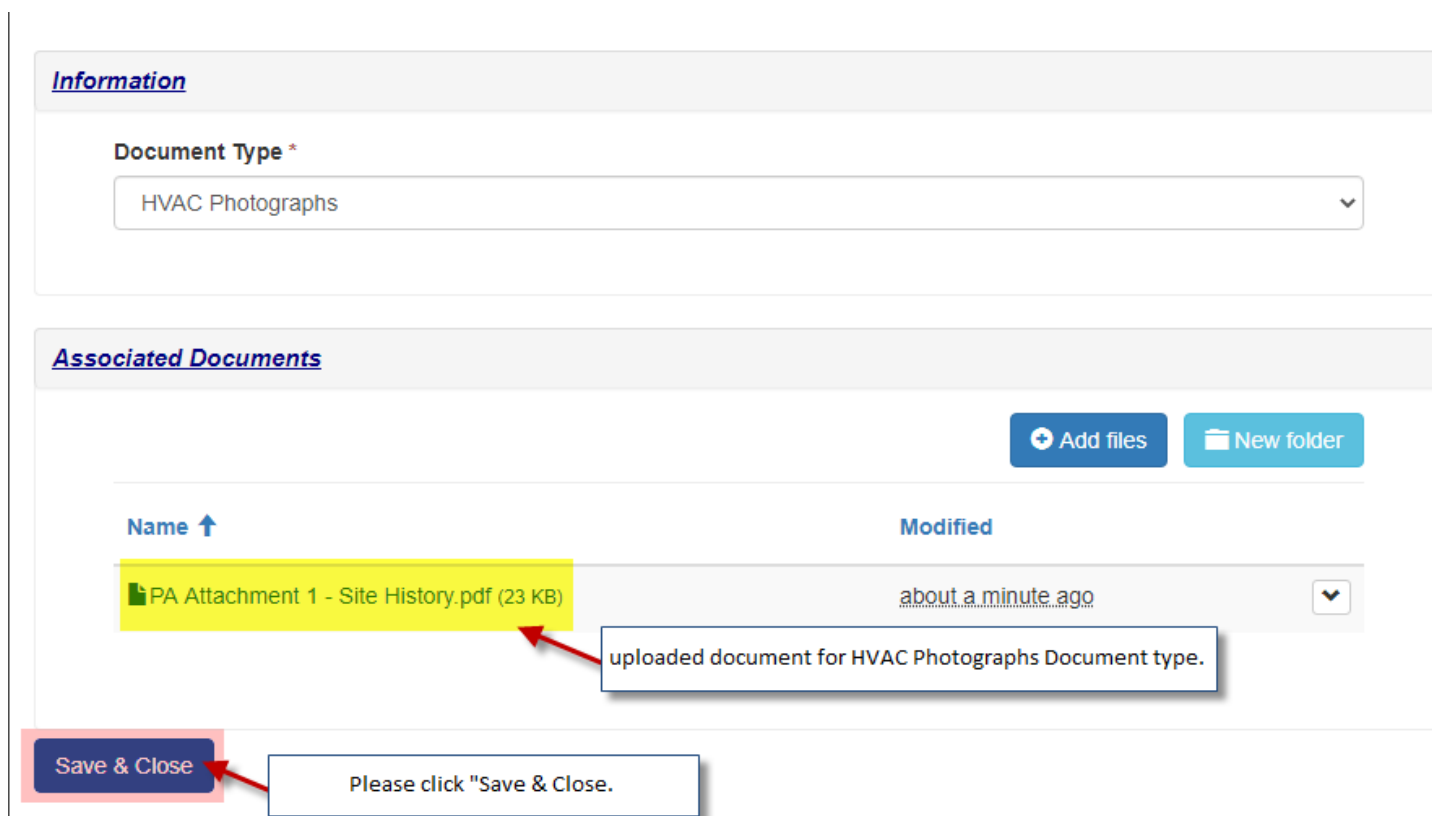 Information
Document Type *
HVAC Photographs
Associated Documents
Add files New folder
Name Modified
PA Attachment 1 - Site History.pdf (23 KB) about a minute ago
uploaded document for HVAC Photographs Document type.
Save & Close
Please click "Save & Close.